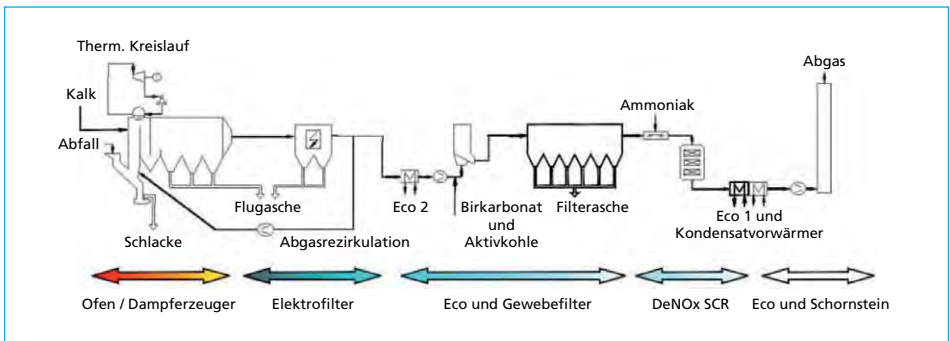 Therm. Kreislauf
Kalk
Abfall
Schlacke
Flugasche
Abgasrezirkulation
Eco 2
Birkarbonat
und
Aktivkohle
Filterasche
Ammoniak
Eco 1 und
Kondensatvorwärmer
Abgas
Ofen / Dampferzeuger
Elektrofilter
Eco und Gewebefilter
DeNOx SCR
Eco und Schornstein